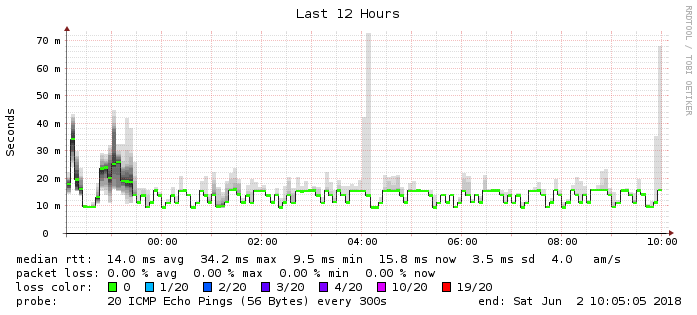 Last 12 Hours
RRDTOOL / TOBI OETIKER
Seconds
70 m
60 m
50 m
40 m
30 m
20 m
10 m
0
00:00 02:00 04:00 06:00 08:00 10:00
median rtt: 14.0 ms avg 34.2 ms max 9.5 ms min 15.8 ms now 3.5 ms sd 4.0 am/s
packet loss: 0.00 % avg 0.00 % max 0.00 % min 0.00 % now
loss color: 0 1/20 2/20 3/20 4/20 10/20 19/20
probe: 20 ICMP Echo Pings (56 Bytes) every 300s end: Sat Jun 2 10:05:05 2018